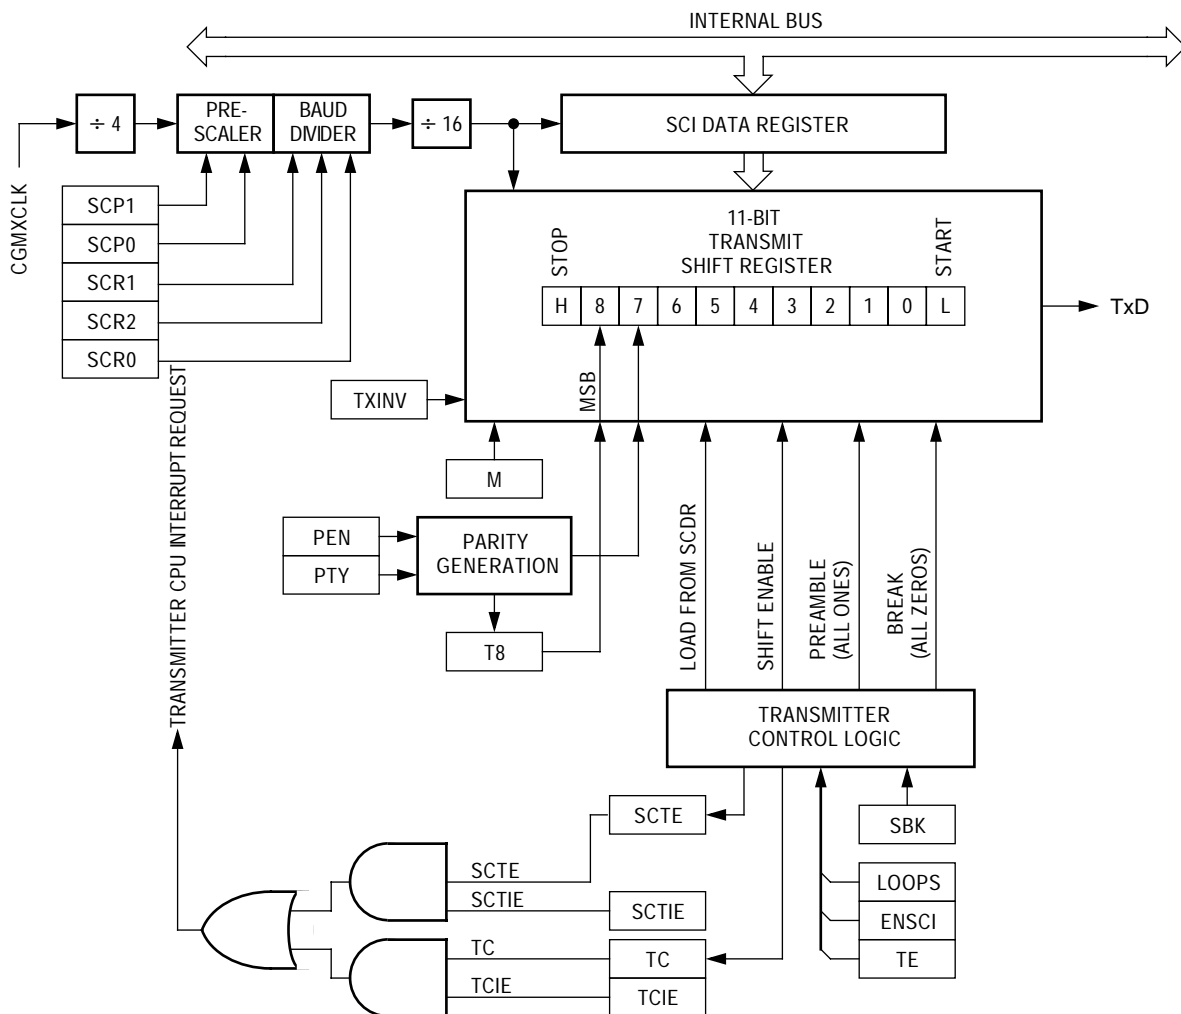 INTERNAL BUS
÷ 4
PRE-
SCALER
BAUD
DIVIDER
÷ 16
SCI DATA REGISTER
CGMXCLK
SCP1
SCP0
SCR1
SCR2
SCR0
11-BIT
TRANSMIT
SHIFT REGISTER
STOP
START
H 8 7 6 5 4 3 2 1 0 L
TxD
MSB
TXINV
M
PEN
PTY
PARITY
GENERATION
T8
TRANSMITTER CPU INTERRUPT REQUEST
LOAD FROM SCDR
SHIFT ENABLE
PREAMBLE
(ALL ONES)
BREAK
(ALL ZEROS)
TRANSMITTER
CONTROL LOGIC
SCTE
SBK
SCTE
SCTIE
SCTIE
LOOPS
ENSCI
TE
TC
TC
TCIE
TCIE